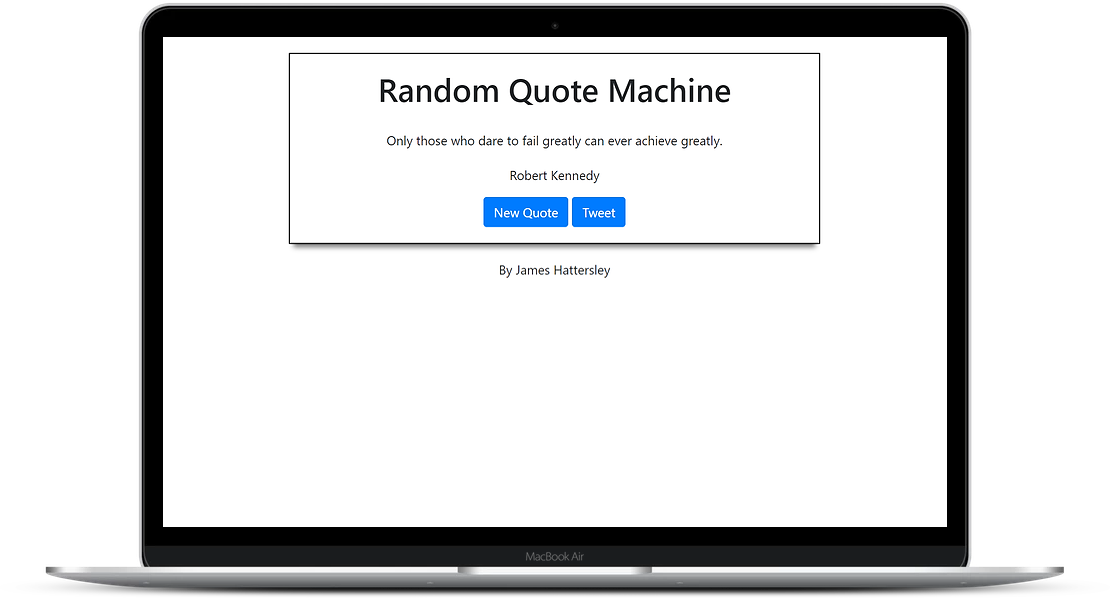 Random Quote Machine
Only those who dare to fail greatly can ever achieve greatly.
Robert Kennedy
New Quote Tweet
By James Hattersley
MacBook Air